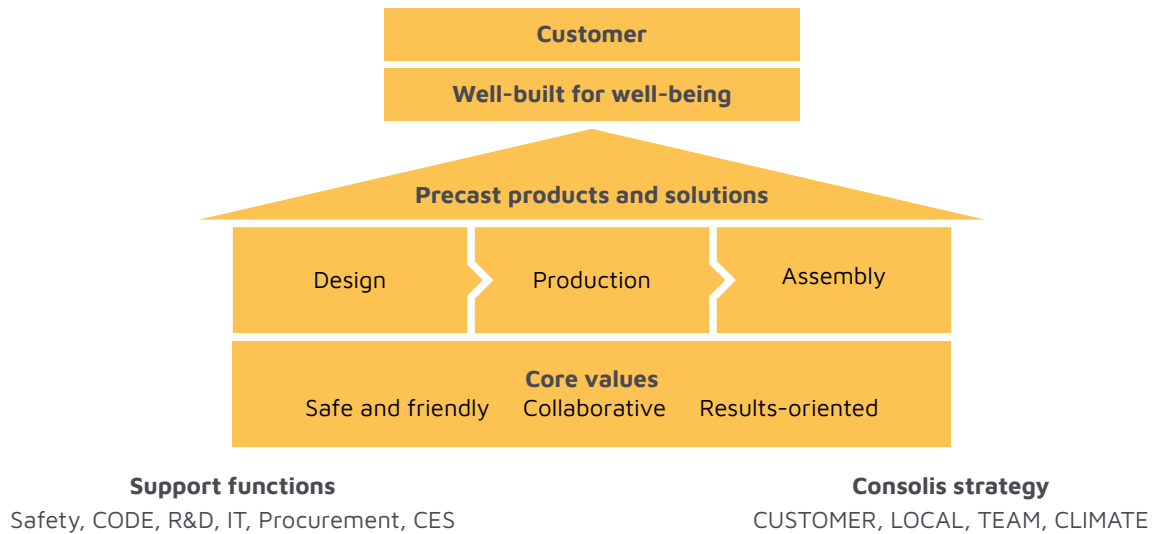 Customer
Well-built for well-being
Precast products and solutions
Design
Production
Assembly
Core values
Safe and friendly Collaborative Results-oriented
Support functions
Safety, CODE, R&D, IT, Procurement, CES
Consolis strategy
CUSTOMER, LOCAL, TEAM, CLIMATE